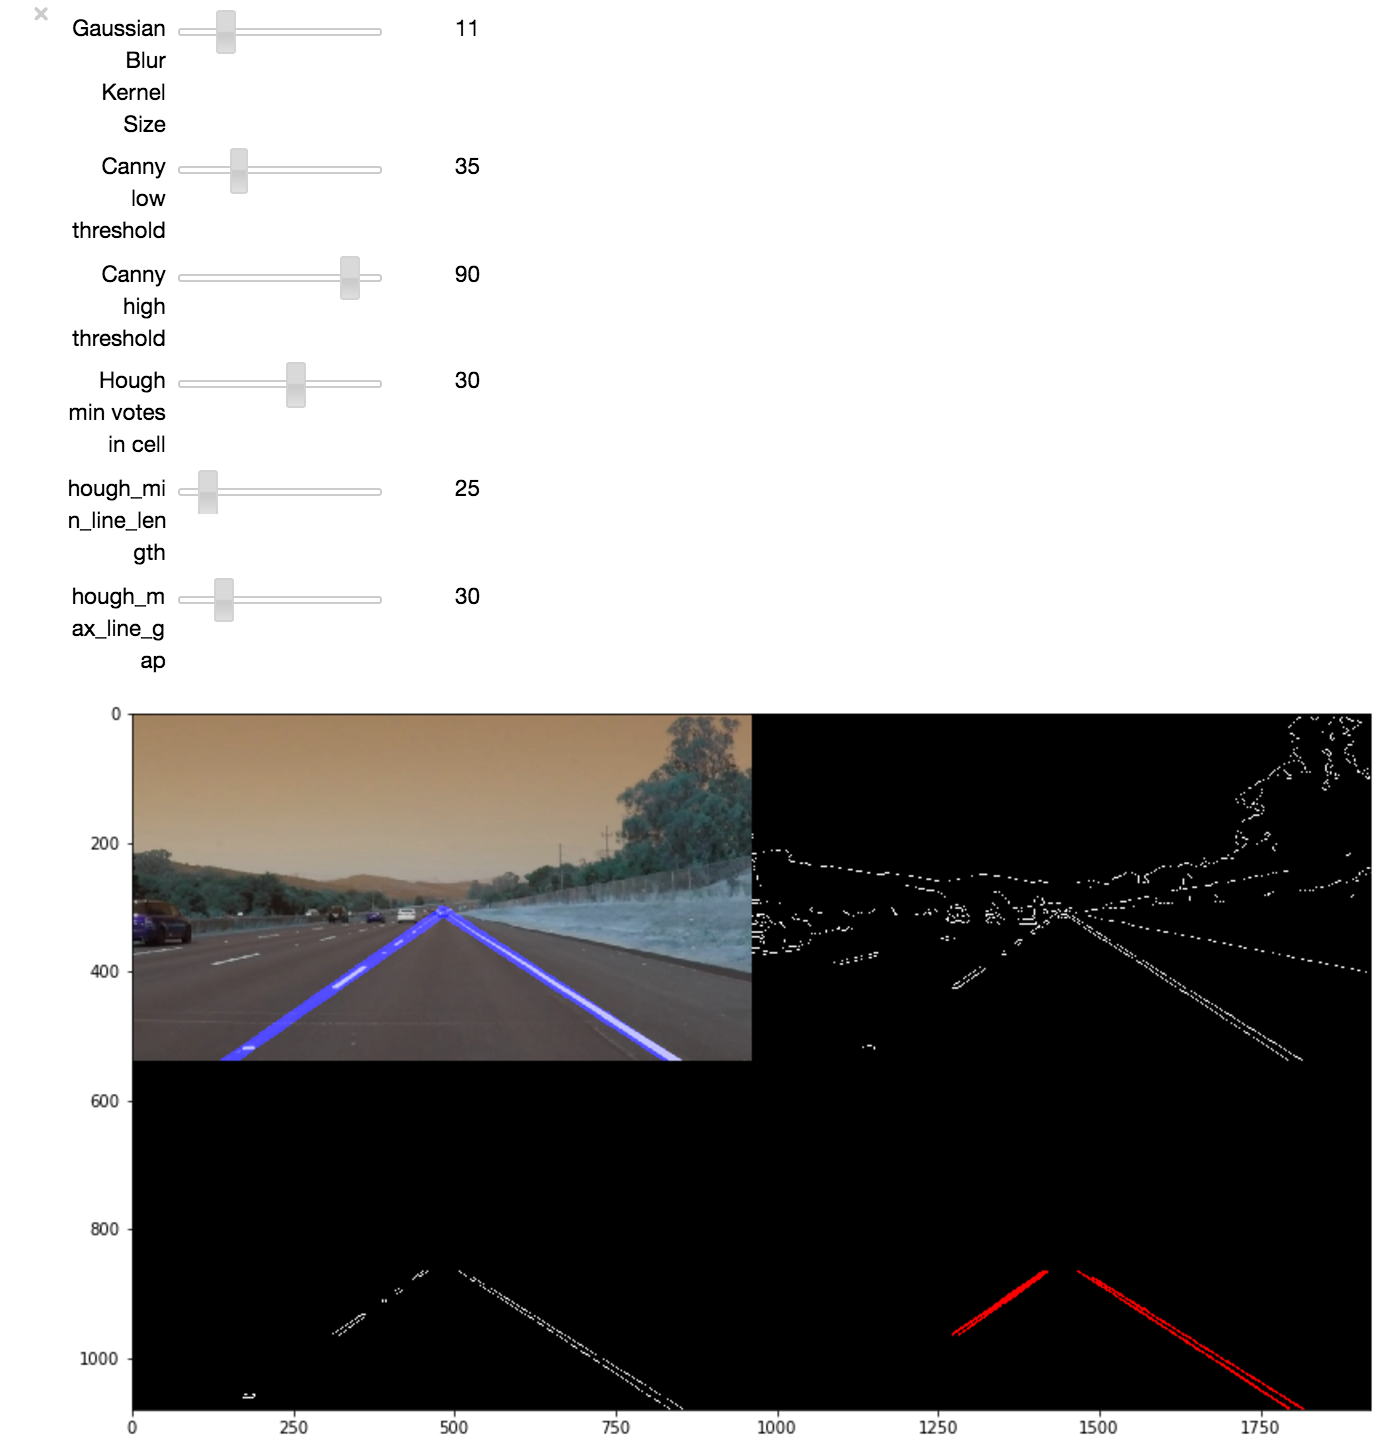 ×
Gaussian 11
Blur
Kernel
Size
Canny 35
low
threshold
Canny 90
high
threshold
Hough 30
min votes
in cell
hough_mi 25
n_line_len
gth
hough_m 30
ax_line_g
ap
0
200
400
600
800
1000
0 250 500 750 1000 1250 1500 1750